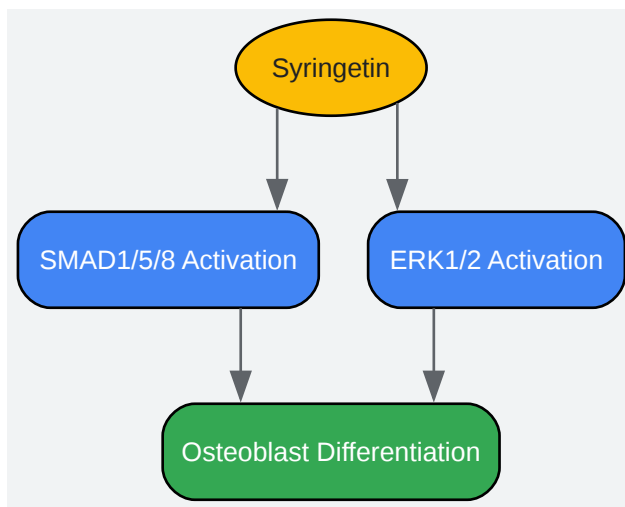 Syringetin
SMAD1/5/8 Activation
ERK1/2 Activation
Osteoblast Differentiation